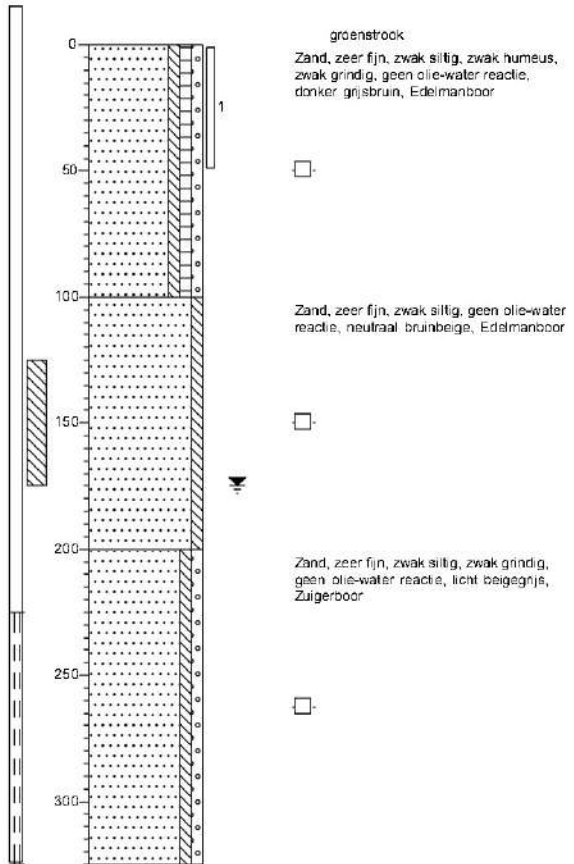 groenstrook
0
Zand, zeer fijn, zwak siltig, zwak humeus,
zwak grindig, geen olie-water reactie,
donker grijsbruin, Edelmanboor
1
50
100
Zand, zeer fijn, zwak siltig, geen olie-water
reactie, neutraal bruinbeige, Edelmanboor
150
200
Zand, zeer fijn, zwak siltig, zwak grindig,
geen olie-water reactie, licht beigegrijs,
Zuigerboor
250
300